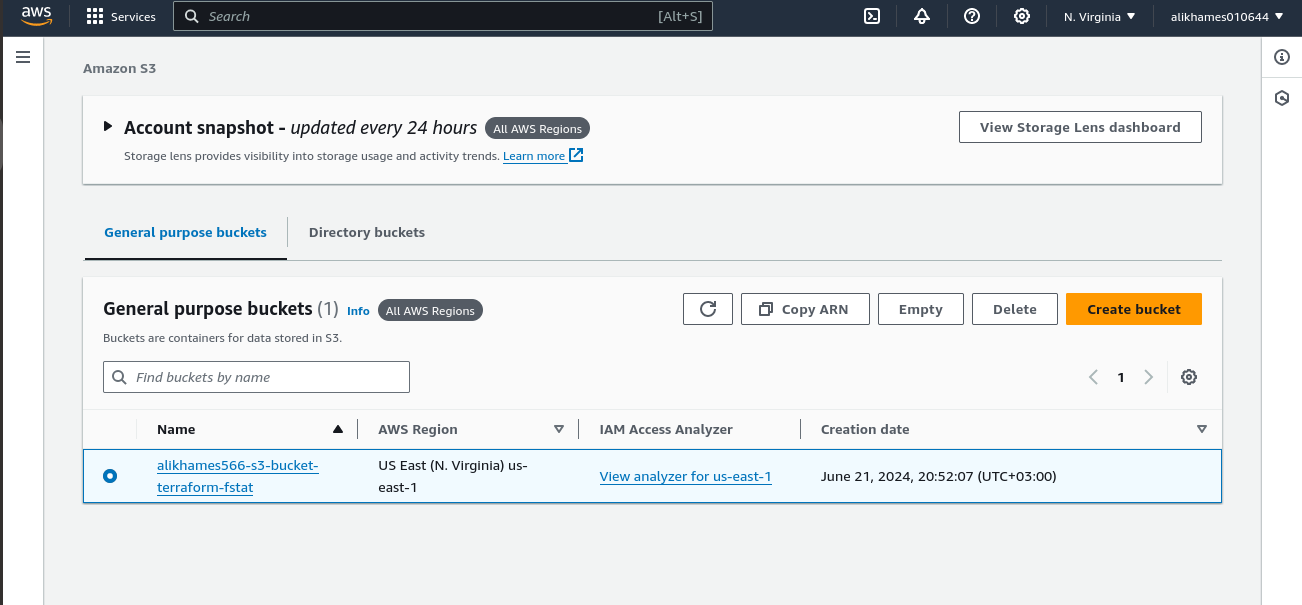 aws
Services
Search
[Alt+S]
N. Virginia
alikhames010644
Amazon S3
Account snapshot - updated every 24 hours All AWS Regions
View Storage Lens dashboard
Storage lens provides visibility into storage usage and activity trends. Learn more
General purpose buckets
Directory buckets
General purpose buckets (1) Info All AWS Regions
Copy ARN
Empty
Delete
Create bucket
Buckets are containers for data stored in S3.
Find buckets by name
1
Name
AWS Region
IAM Access Analyzer
Creation date
alikhames566-s3-bucket-
terraform-fstat
US East (N. Virginia) us-
east-1
View analyzer for us-east-1
June 21, 2024, 20:52:07 (UTC+03:00)